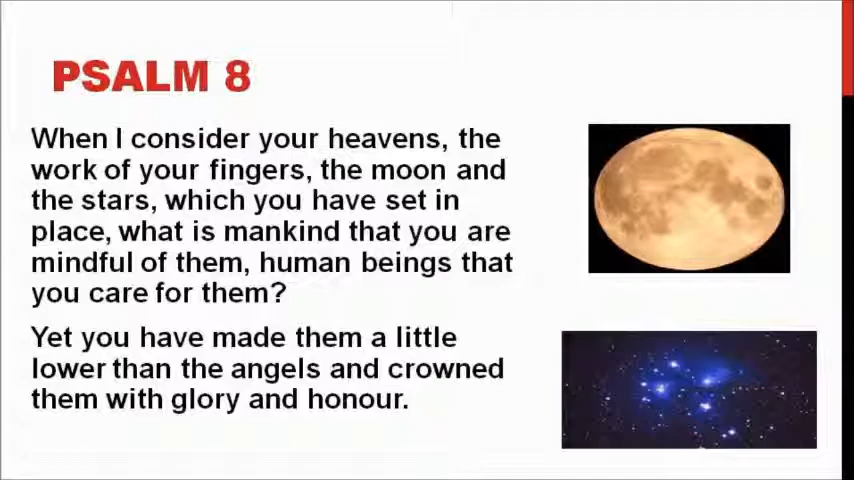 PSALM 8
When I consider your heavens, the
work of your fingers, the moon and
the stars, which you have set in
place, what is mankind that you are
mindful of them, human beings that
you care for them?
Yet you have made them a little
lower than the angels and crowned
them with glory and honour.